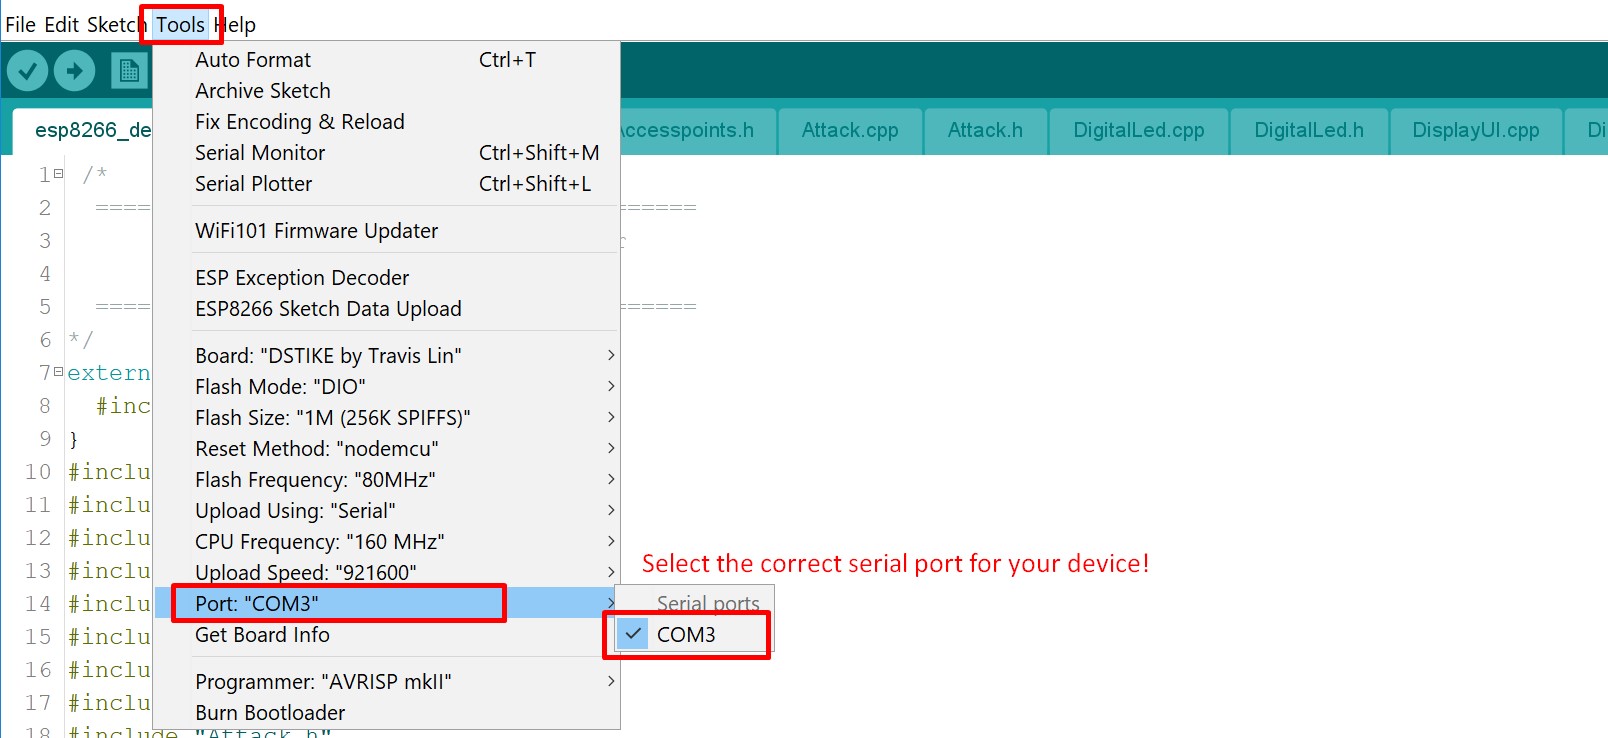 File Edit Sketch Tools Help
esp8266_de
Accesspoints.h
Attack.cpp
Attack.h
DigitalLed.cpp
DigitalLed.h
DisplayUI.cpp
Di
Auto Format Ctrl+T
Archive Sketch
Fix Encoding & Reload
Serial Monitor Ctrl+Shift+M
Serial Plotter Ctrl+Shift+L
WiFi101 Firmware Updater
ESP Exception Decoder
ESP8266 Sketch Data Upload
Board: "DSTIKE by Travis Lin"
Flash Mode: "DIO"
Flash Size: "1M (256K SPIFFS)"
Reset Method: "nodemcu"
Flash Frequency: "80MHz"
Upload Using: "Serial"
CPU Frequency: "160 MHz"
Upload Speed: "921600"
Port: "COM3"
Get Board Info
Programmer: "AVRISP mkII"
Burn Bootloader
Select the correct serial port for your device!
Serial ports
COM3
1 /*
2 ==== =====
3
4
5 ==== =====
6 */
7 extern
8 #inc
9 }
10 #inclu
11 #inclu
12 #inclu
13 #inclu
14 #inclu
15 #inclu
16 #inclu
17 #inclu
18 #include "Attack.h"